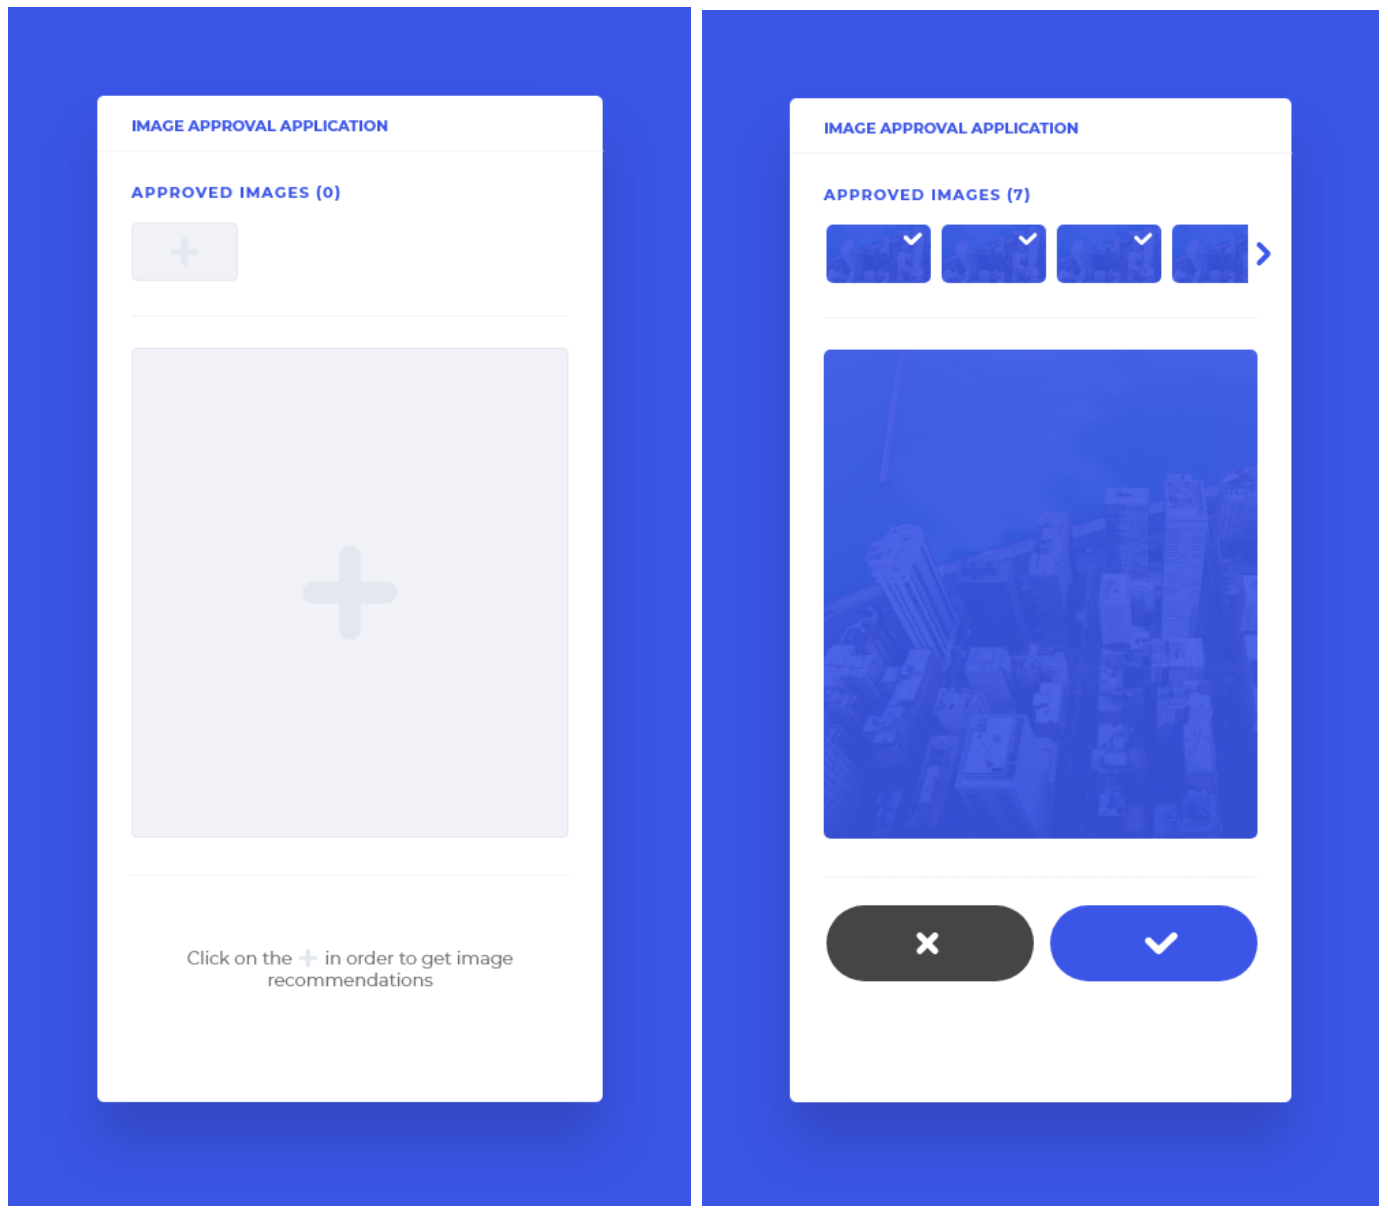 IMAGE APPROVAL APPLICATION
APPROVED IMAGES (0)
Click on the + in order to get image
recommendations
IMAGE APPROVAL APPLICATION
APPROVED IMAGES (7)